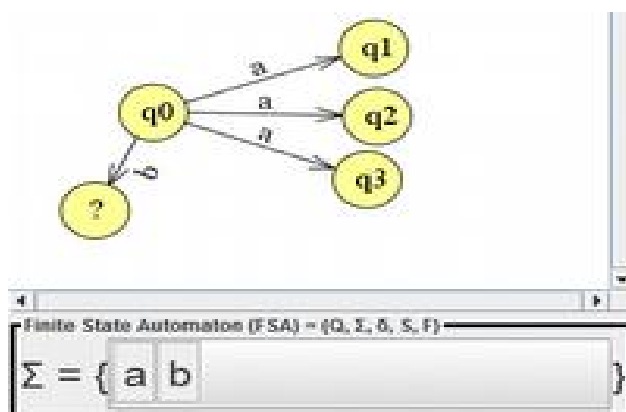 q1
a
q0
a
q2
a
q3
b
?
Finite State Automaton (FSA) = (Q, Σ, δ, S, F)
Σ = { a b }